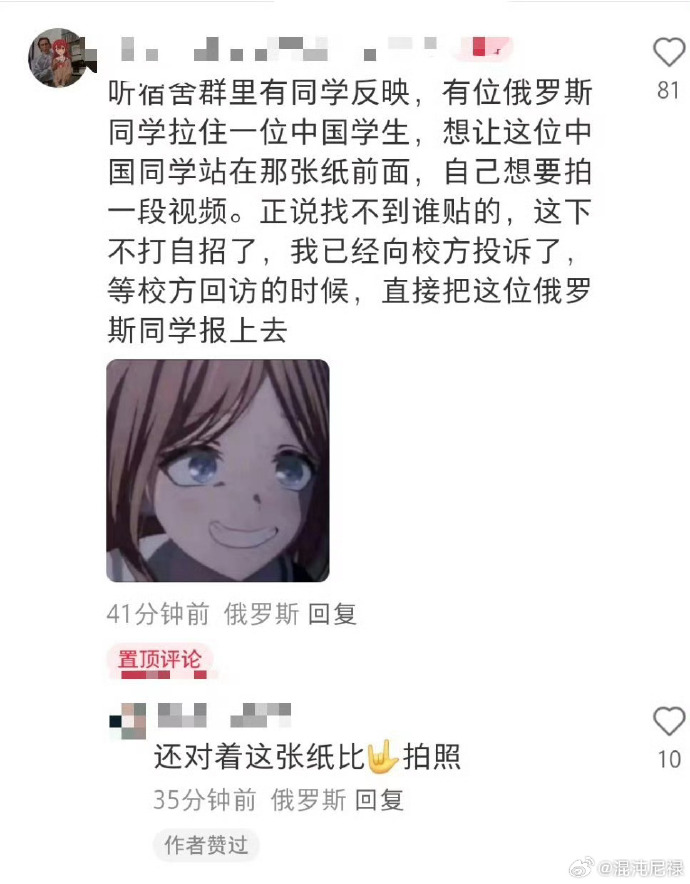 听宿舍群里有同学反映，有位俄罗斯
同学拉住一位中国学生，想让这位中
国同学站在那张纸前面，自己想要拍
一段视频。正说找不到谁贴的，这下
不打自招了，我已经向校方投诉了，
等校方回访的时候，直接把这位俄罗
斯同学报上去
81
41分钟前 俄罗斯 回复
置顶评论
还对着这张纸比🤟拍照
10
35分钟前 俄罗斯 回复
作者赞过
@混沌尼禄